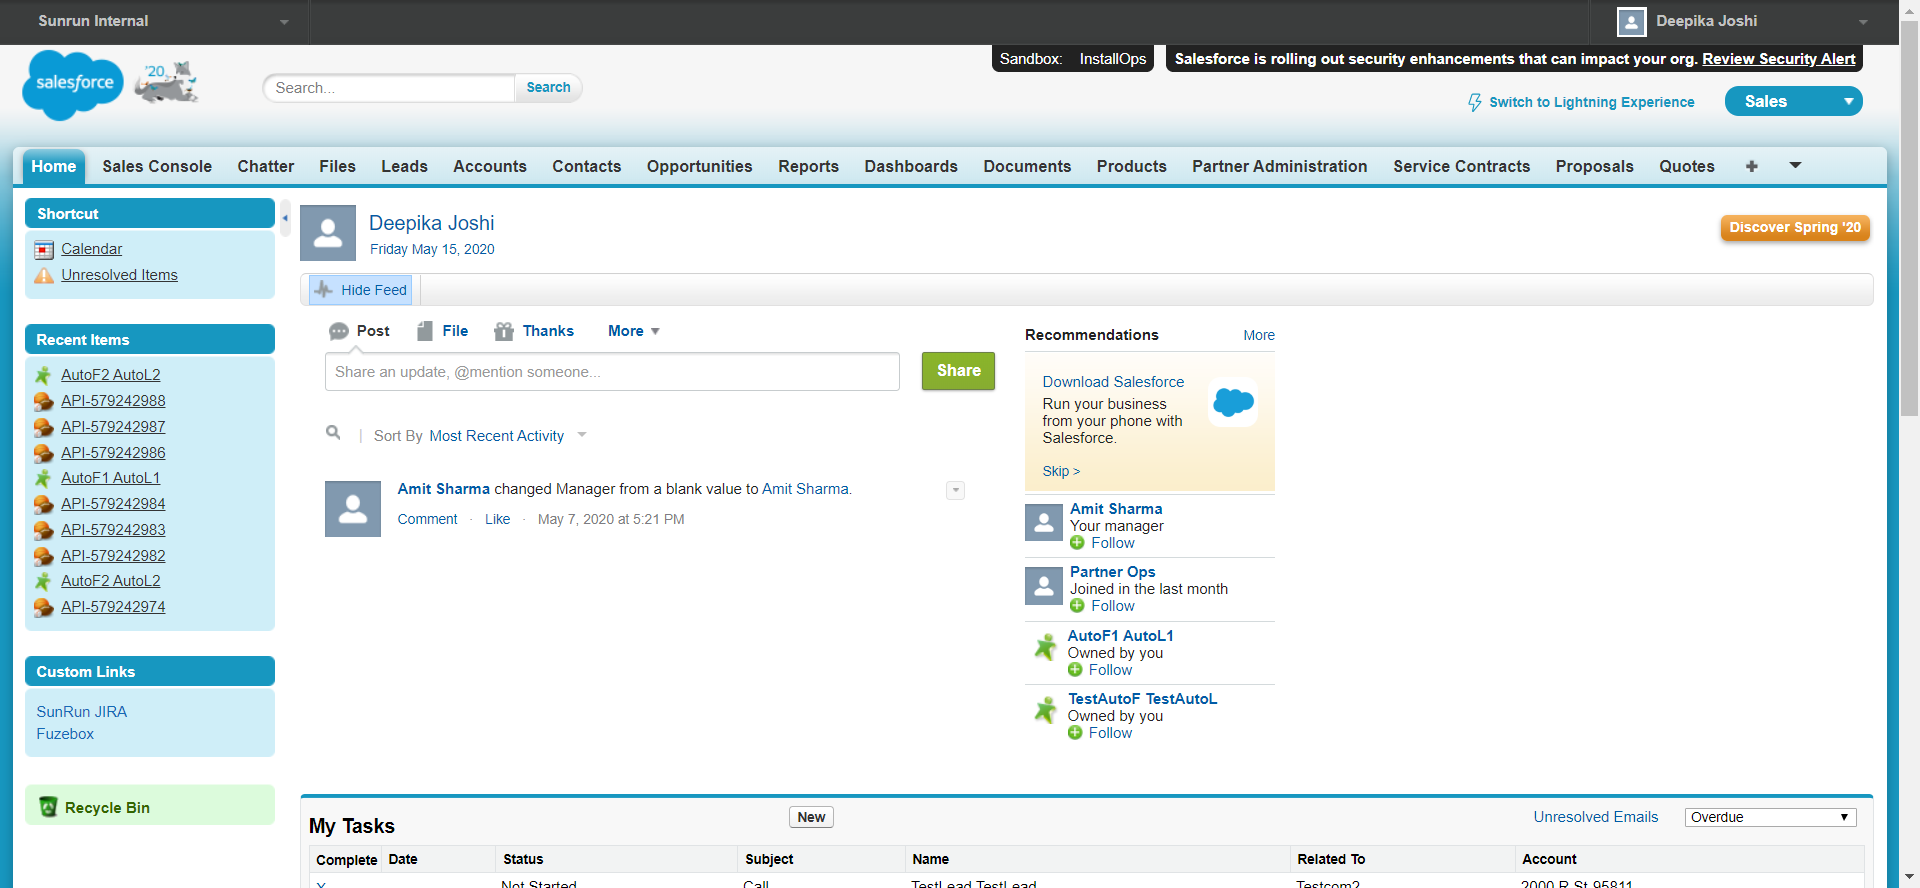 Sunrun Internal
Deepika Joshi
Sandbox: InstallOps
Salesforce is rolling out security enhancements that can impact your org. Review Security Alert
salesforce
'20
Search...
Search
Switch to Lightning Experience
Sales
Home Sales Console Chatter Files Leads Accounts Contacts Opportunities Reports Dashboards Documents Products Partner Administration Service Contracts Proposals Quotes
Shortcut
Calendar
Unresolved Items
Recent Items
AutoF2 AutoL2
API-579242988
API-579242987
API-579242986
AutoF1 AutoL1
API-579242984
API-579242983
API-579242982
AutoF2 AutoL2
API-579242974
Custom Links
SunRun JIRA
Fuzebox
Recycle Bin
Deepika Joshi
Friday May 15, 2020
Discover Spring '20
Hide Feed
Post File Thanks More
Share an update, @mention someone...
Share
Sort By Most Recent Activity
Amit Sharma changed Manager from a blank value to Amit Sharma.
Comment · Like · May 7, 2020 at 5:21 PM
Recommendations More
Download Salesforce
Run your business
from your phone with
Salesforce.
Skip >
Amit Sharma
Your manager
Follow
Partner Ops
Joined in the last month
Follow
AutoF1 AutoL1
Owned by you
Follow
TestAutoF TestAutoL
Owned by you
Follow
My Tasks
New
Unresolved Emails
Overdue
Complete Date Status Subject Name Related To Account
X Not Started Call TestLead TestLead Testcom2 2000 R St-95811